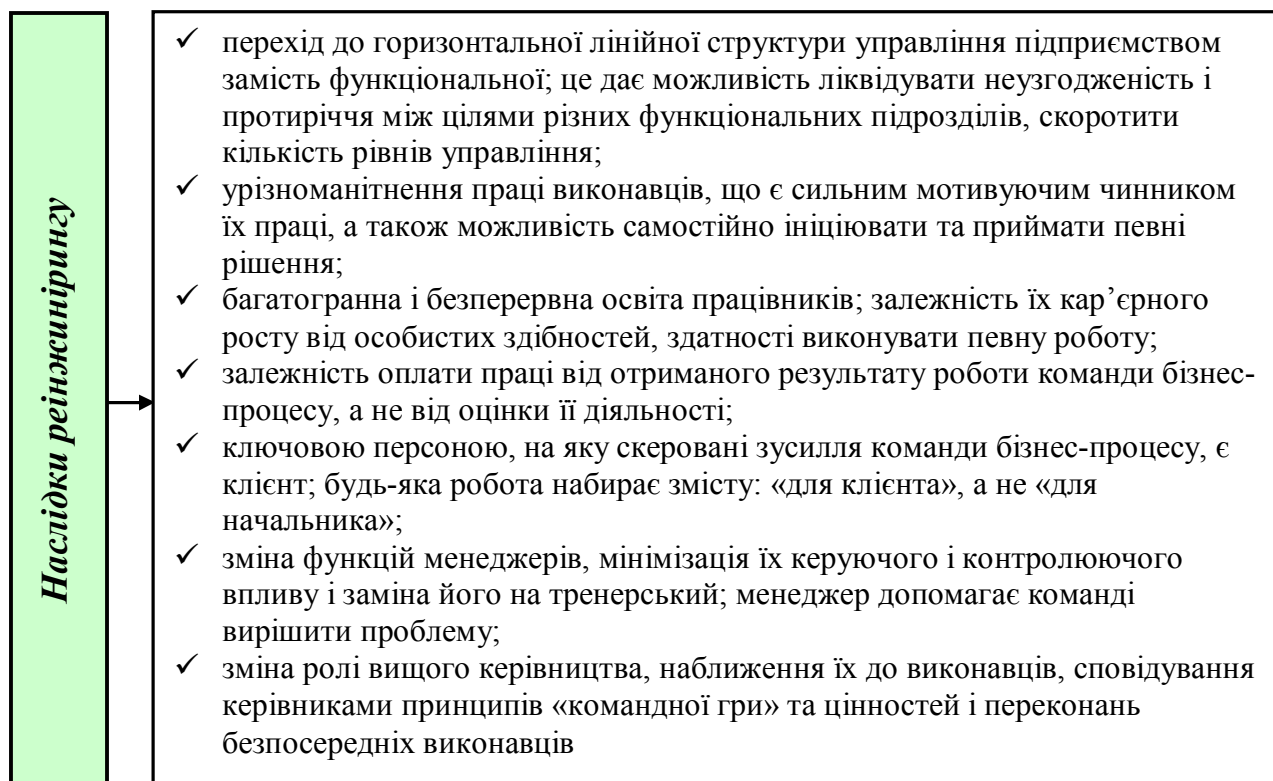 Наслідки реінжинірингу
✓ перехід до горизонтальної лінійної структури управління підприємством
замість функціональної; це дає можливість ліквідувати неузгодженість і
протиріччя між цілями різних функціональних підрозділів, скоротити
кількість рівнів управління;
✓ урізноманітнення праці виконавців, що є сильним мотивуючим чинником
їх праці, а також можливість самостійно ініціювати та приймати певні
рішення;
✓ багатогранна і безперервна освіта працівників; залежність їх кар’єрного
росту від особистих здібностей, здатності виконувати певну роботу;
✓ залежність оплати праці від отриманого результату роботи команди бізнес-
процесу, а не від оцінки її діяльності;
✓ ключовою персоною, на яку скеровані зусилля команди бізнес-процесу, є
клієнт; будь-яка робота набирає змісту: «для клієнта», а не «для
начальника»;
✓ зміна функцій менеджерів, мінімізація їх керуючого і контролюючого
впливу і заміна його на тренерський; менеджер допомагає команді
вирішити проблему;
✓ зміна ролі вищого керівництва, наближення їх до виконавців, сповідування
керівниками принципів «командної гри» та цінностей і переконань
безпосередніх виконавців